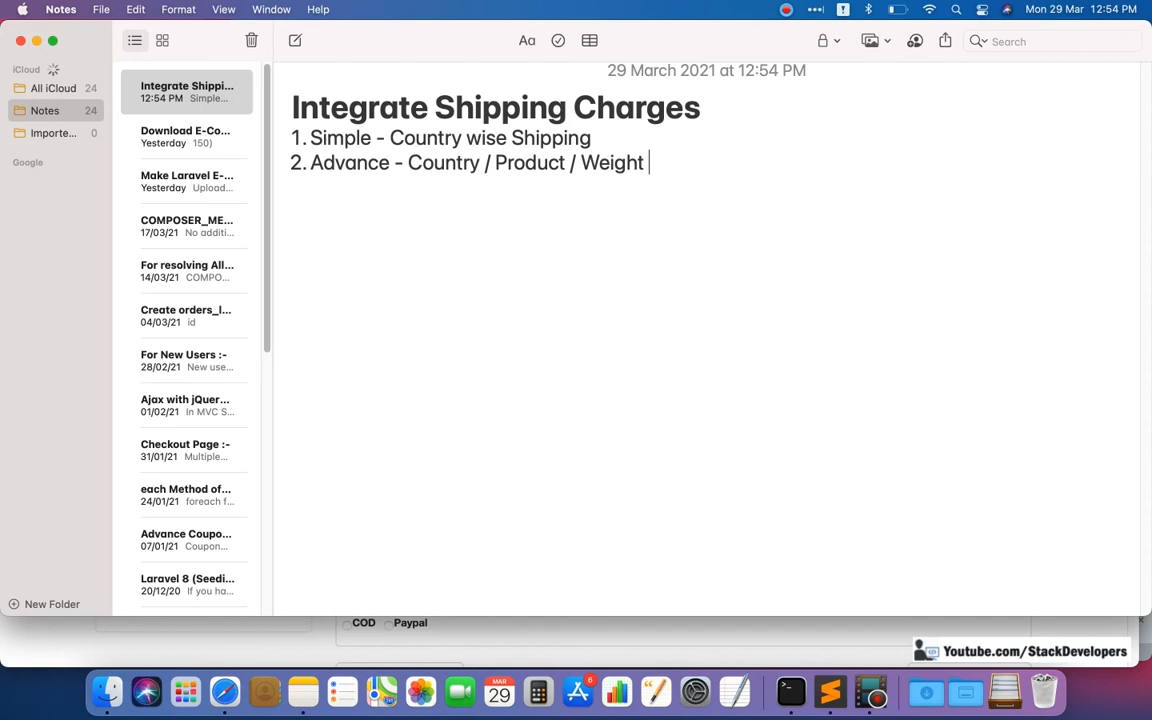 Notes File Edit Format View Window Help Mon 29 Mar 12:54 PM
Aa
Search
iCloud
All iCloud 24
Notes 24
Importe... 0
Google
New Folder
Integrate Shippi...
12:54 PM Simple...
Download E-Co...
Yesterday 150)
Make Laravel E-...
Yesterday Upload...
COMPOSER_ME...
17/03/21 No additi...
For resolving All...
14/03/21 COMPO...
Create orders_l...
04/03/21 id
For New Users :-
28/02/21 New use...
Ajax with jQuer...
01/02/21 In MVC S...
Checkout Page :-
31/01/21 Multiple...
each Method of...
24/01/21 foreach f...
Advance Coupo...
07/01/21 Coupon...
Laravel 8 (Seedi...
20/12/20 If you ha...
29 March 2021 at 12:54 PM
Integrate Shipping Charges
1. Simple - Country wise Shipping
2. Advance - Country / Product / Weight
COD Paypal
Youtube.com/StackDevelopers
MAR
29
6